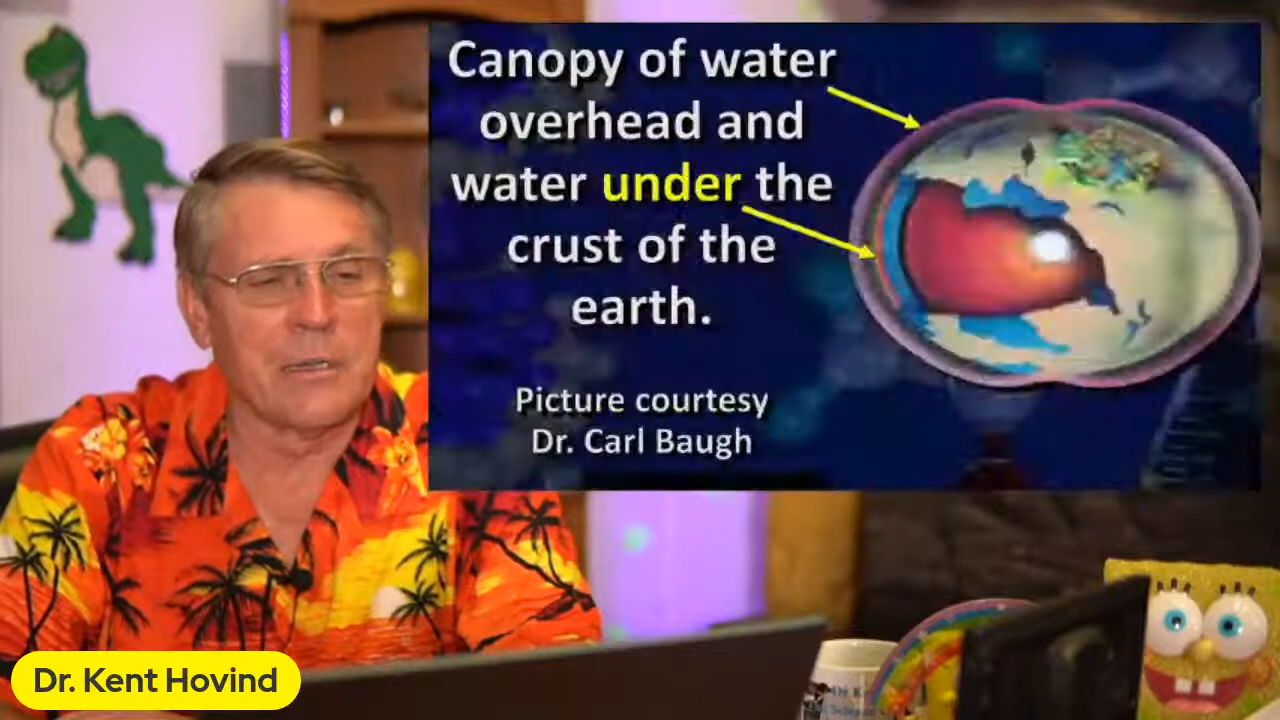 Canopy of water
overhead and
water under the
crust of the
earth.
Picture courtesy
Dr. Carl Baugh
Dr. Kent Hovind